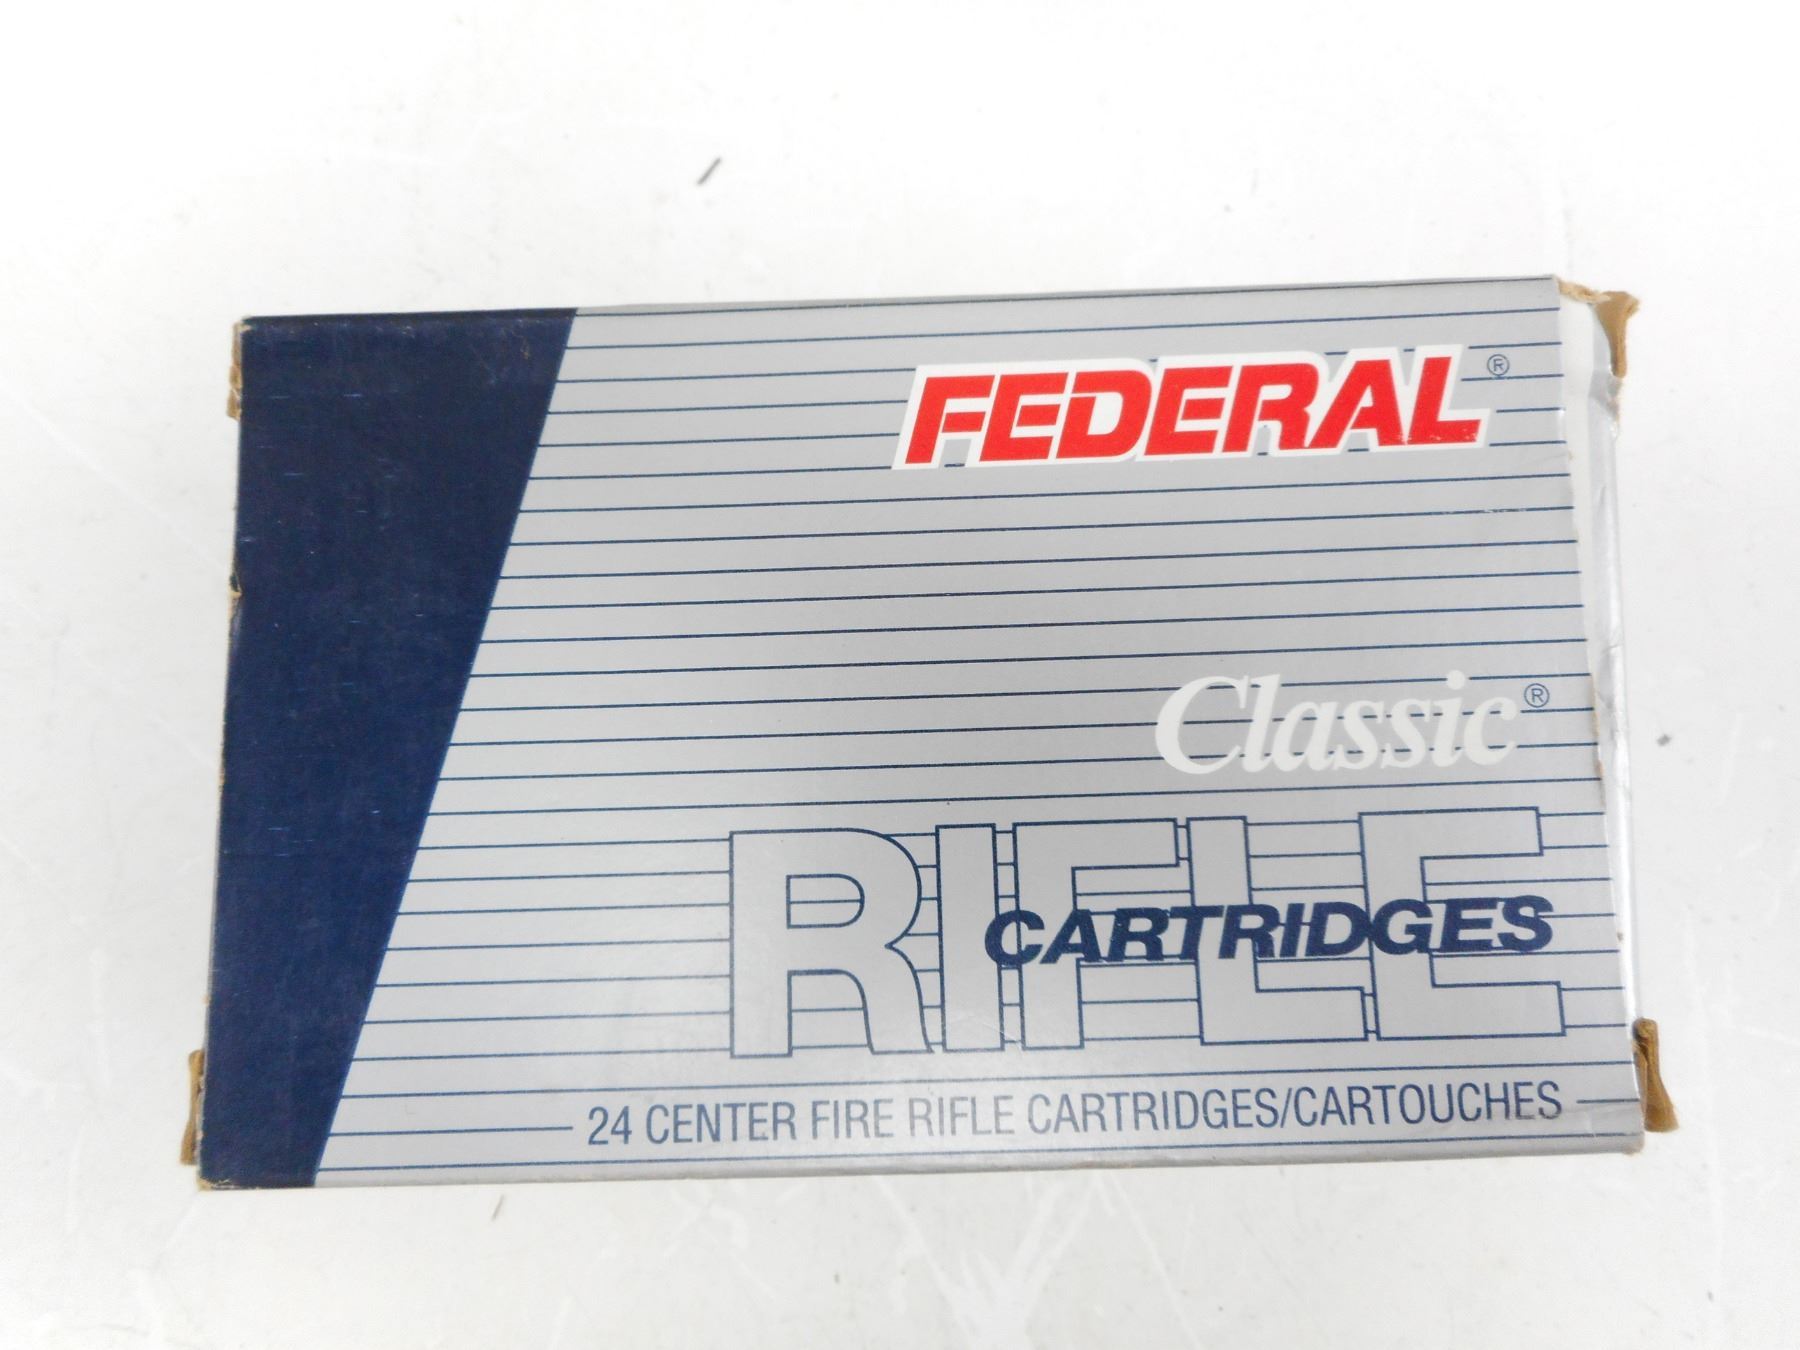 FEDERAL®
Classic®
RIFLE
CARTRIDGES
24 CENTER FIRE RIFLE CARTRIDGES/CARTOUCHES